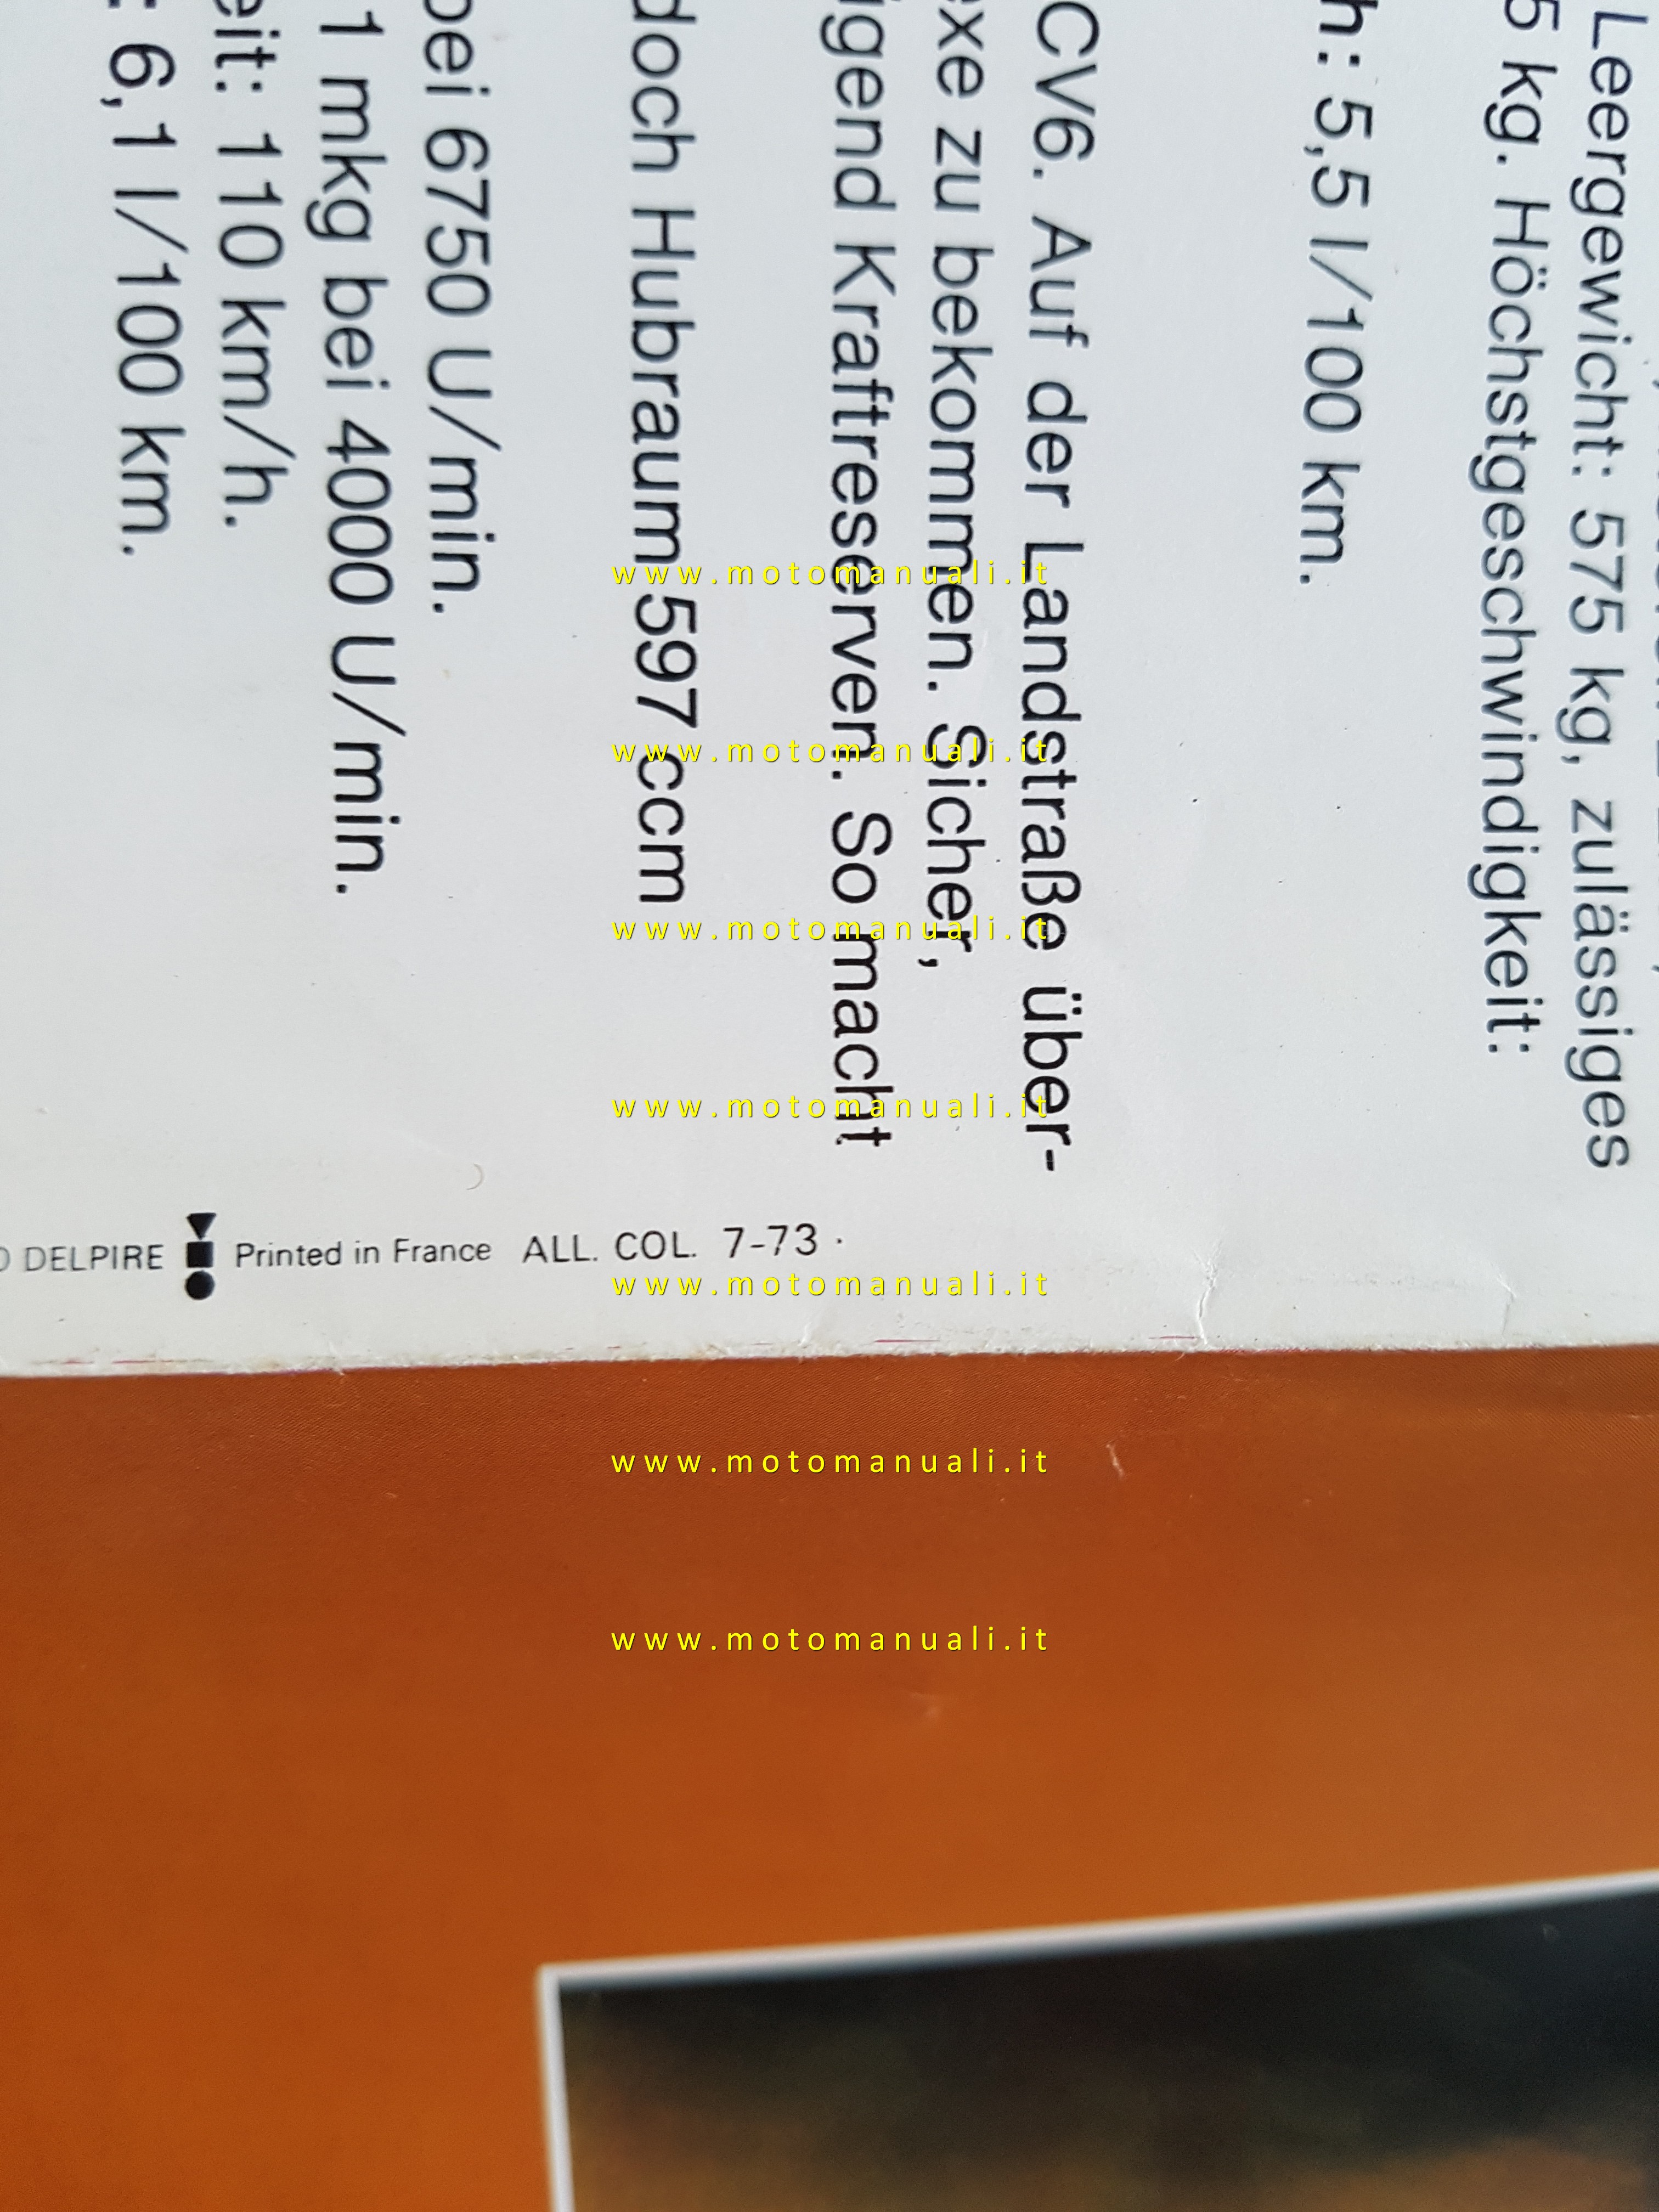 Leergewicht: 575 kg, zulässiges
5 kg. Höchstgeschwindigkeit:
h: 5,5 l/100 km.
CV6. Auf der Landstraße über-
exe zu bekommen. Sicher,
igend Kraftreserven. So macht
doch Hubraum 597 ccm
bei 6750 U/min.
1 mkg bei 4000 U/min.
eit: 110 km/h.
: 6,1 l/100 km.
DELPIRE Printed in France ALL. COL. 7-73 ·
www.motomanuali.it
www.motomanuali.it
www.motomanuali.it
www.motomanuali.it
www.motomanuali.it
www.motomanuali.it
www.motomanuali.it